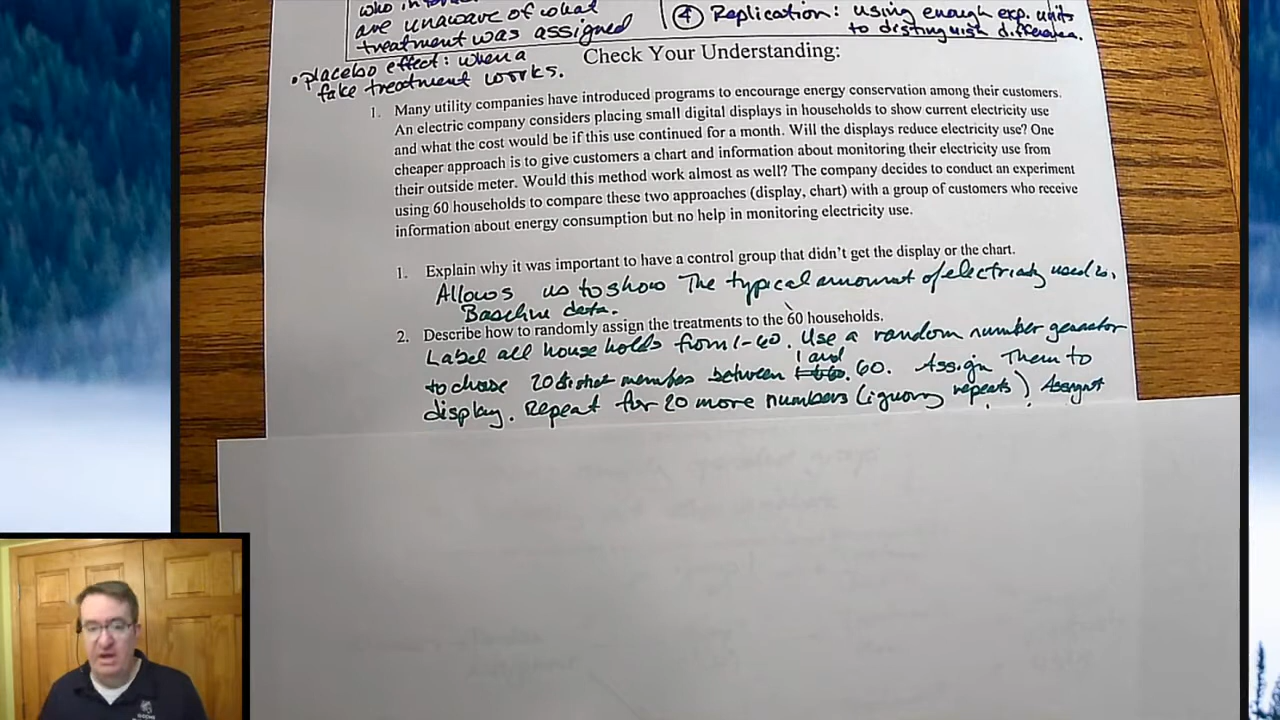 who in
are unaware of what
treatment was assigned
④ Replication: using enough exp. units
to distinguish difference.
• placebo effect: when a
fake treatment works.
Check Your Understanding:
1. Many utility companies have introduced programs to encourage energy conservation among their customers.
An electric company considers placing small digital displays in households to show current electricity use
and what the cost would be if this use continued for a month. Will the displays reduce electricity use? One
cheaper approach is to give customers a chart and information about monitoring their electricity use from
their outside meter. Would this method work almost as well? The company decides to conduct an experiment
using 60 households to compare these two approaches (display, chart) with a group of customers who receive
information about energy consumption but no help in monitoring electricity use.
1. Explain why it was important to have a control group that didn't get the display or the chart.
Allows us to show The typical amount of electricity used is.
Baseline data.
2. Describe how to randomly assign the treatments to the 60 households.
Label all households from 1-60. Use a random number generator
to chose 20 members between 1 and 60. Assign Them to
display. Repeat for 20 more numbers (ignoring repeats)